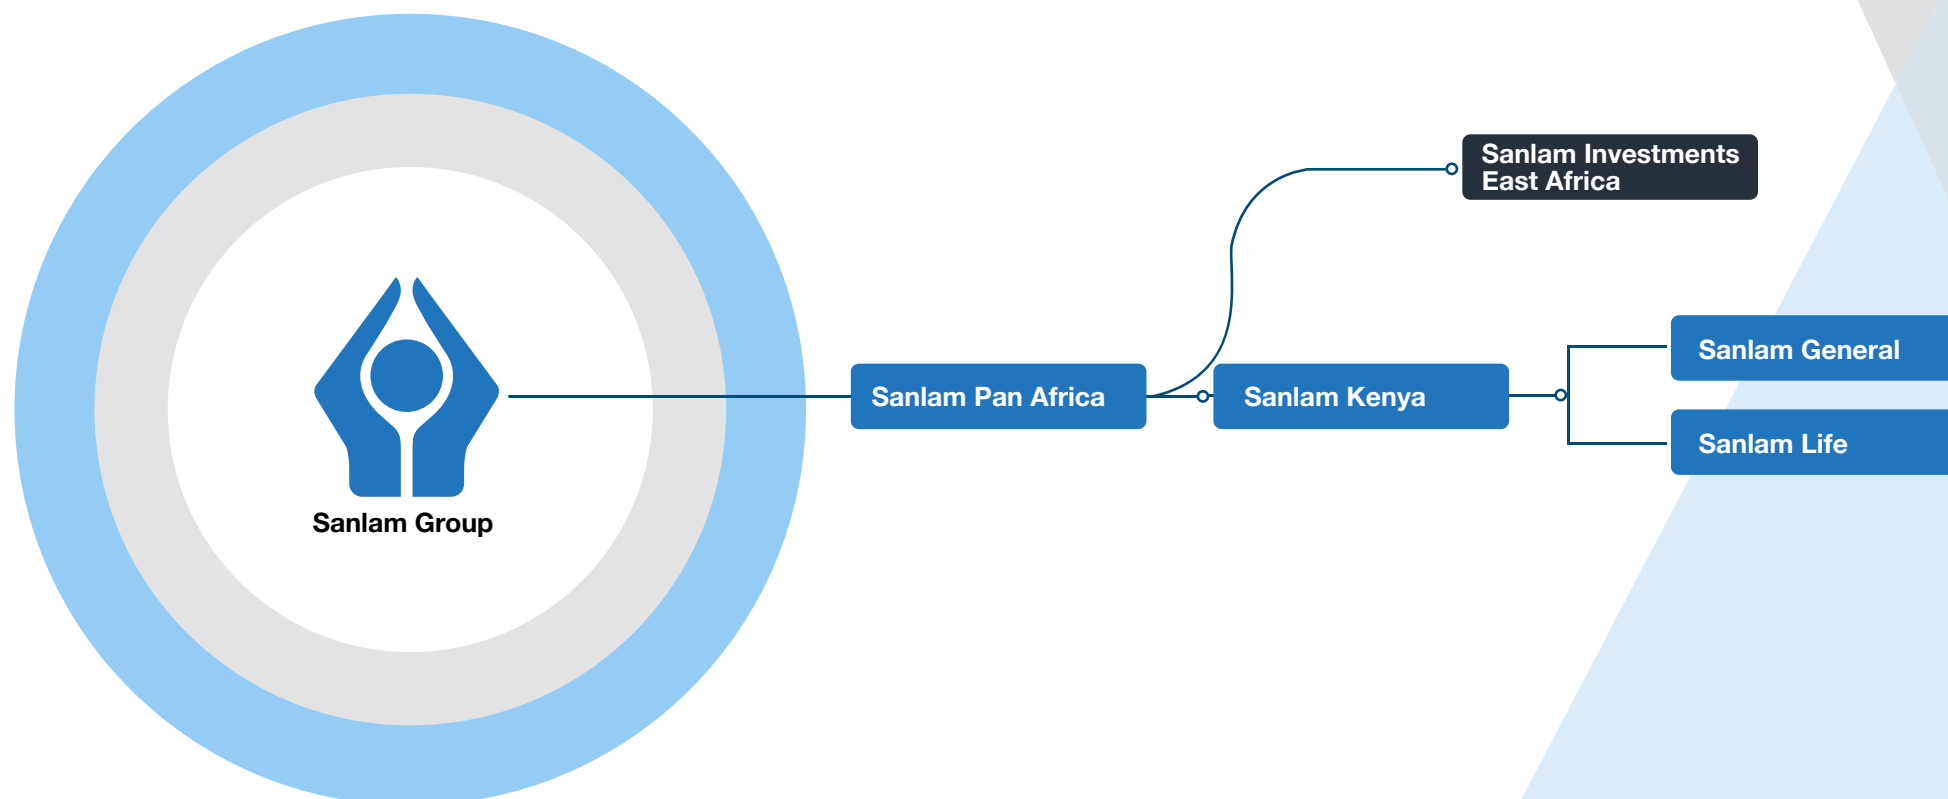 Sanlam Investments
East Africa
Sanlam General
Sanlam Pan Africa
Sanlam Kenya
Sanlam Life
Sanlam Group